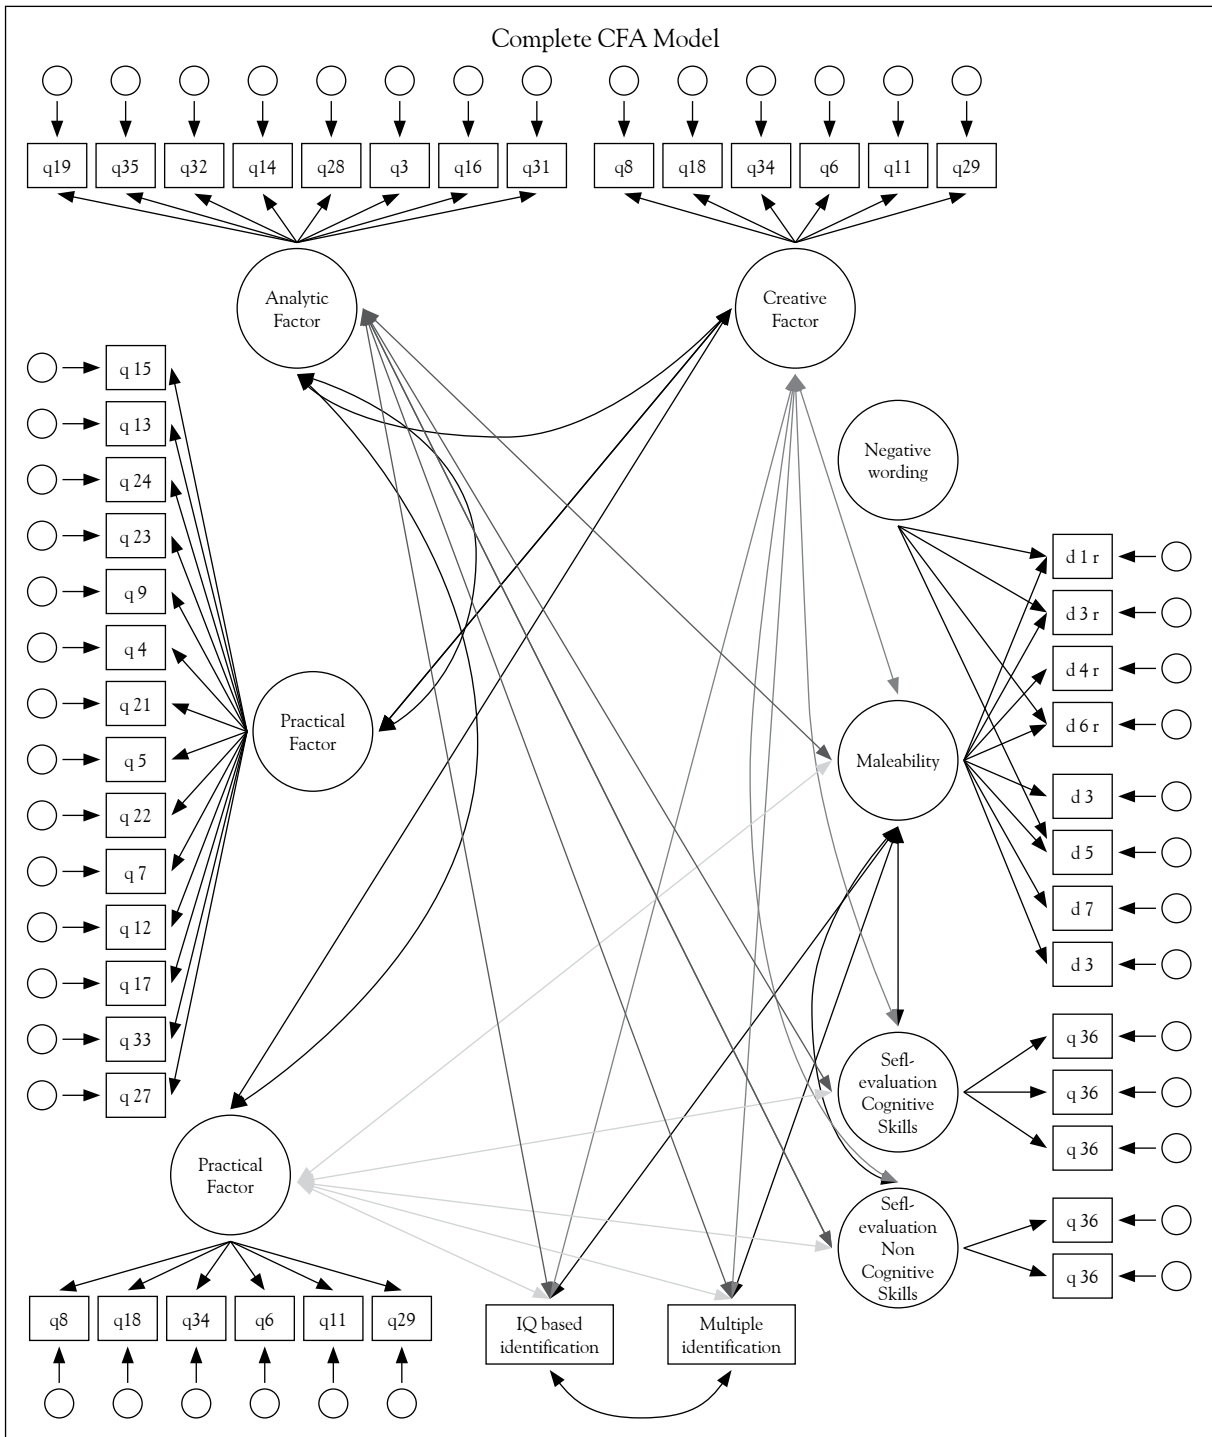 Complete CFA Model
q19
q35
q32
q14
q28
q3
q16
q31
q8
q18
q34
q6
q11
q29
Analytic
Factor
Creative
Factor
q 15
q 13
q 24
q 23
q 9
q 4
q 21
q 5
q 22
q 7
q 12
q 17
q 33
q 27
Practical
Factor
Negative
wording
Maleability
d 1 r
d 3 r
d 4 r
d 6 r
d 3
d 5
d 7
d 3
Sefl-
evaluation
Cognitive
Skills
q 36
q 36
q 36
Sefl-
evaluation
Non
Cognitive
Skills
q 36
q 36
Practical
Factor
q8
q18
q34
q6
q11
q29
IQ based
identification
Multiple
identification